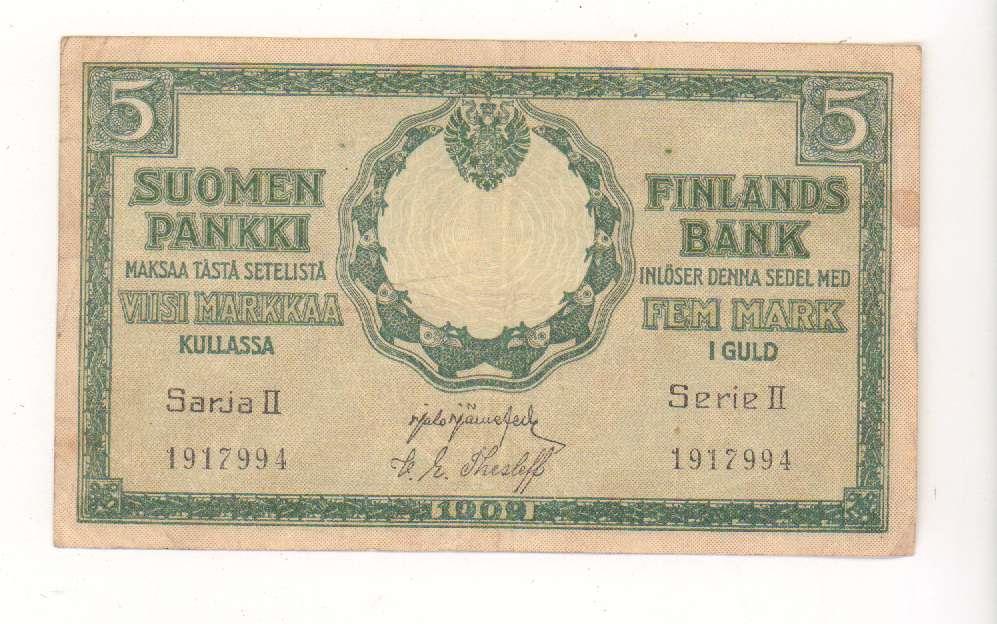 5
5
SUOMEN
PANKKI
MAKSAA TÄSTÄ SETELISTÄ
VIISI MARKKAA
KULLASSA
Sarja II
1917994
FINLANDS
BANK
INLÖSER DENNA SEDEL MED
FEM MARK
I GULD
Serie II
1917994
Thesleff
1909